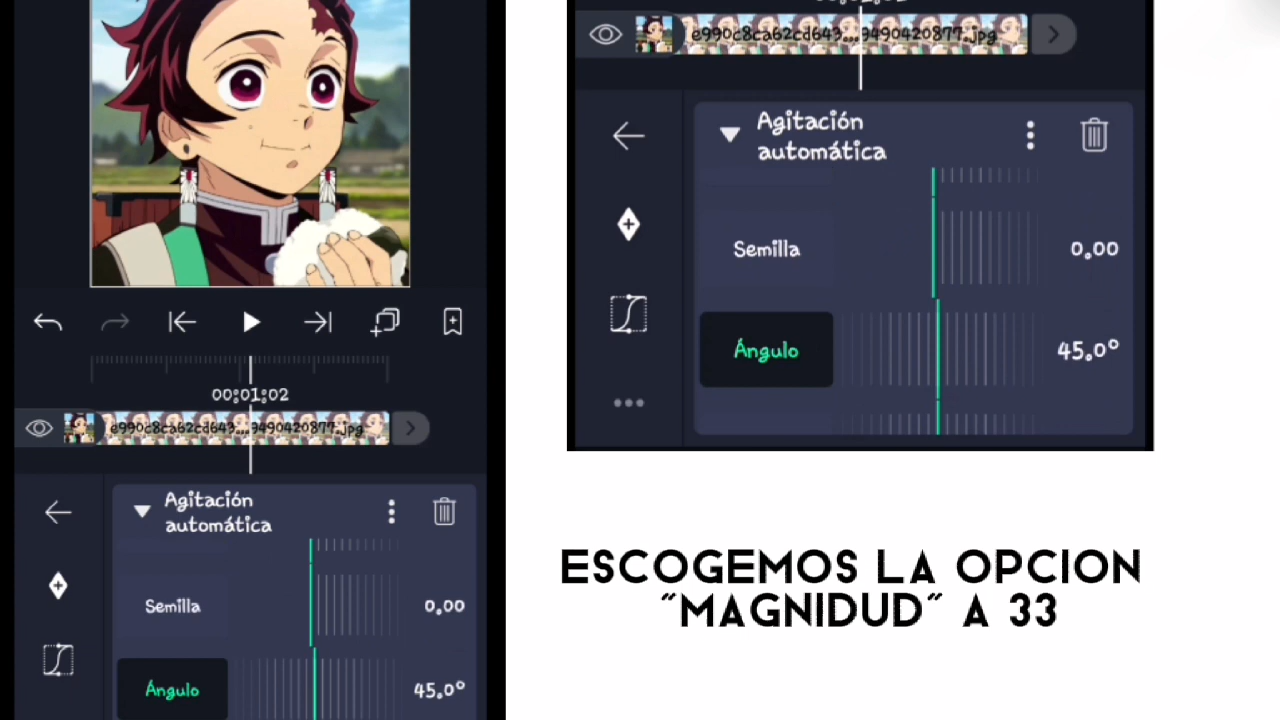 00:01:02
e990c8ca62cd643...9490420877.jpg
Agitación
automática
Semilla
0,00
Ángulo
45,0°
e990c8ca62cd643...9490420877.jpg
Agitación
automática
Semilla
0,00
Ángulo
45,0°
ESCOGEMOS LA OPCION
"MAGNIDUD" A 33